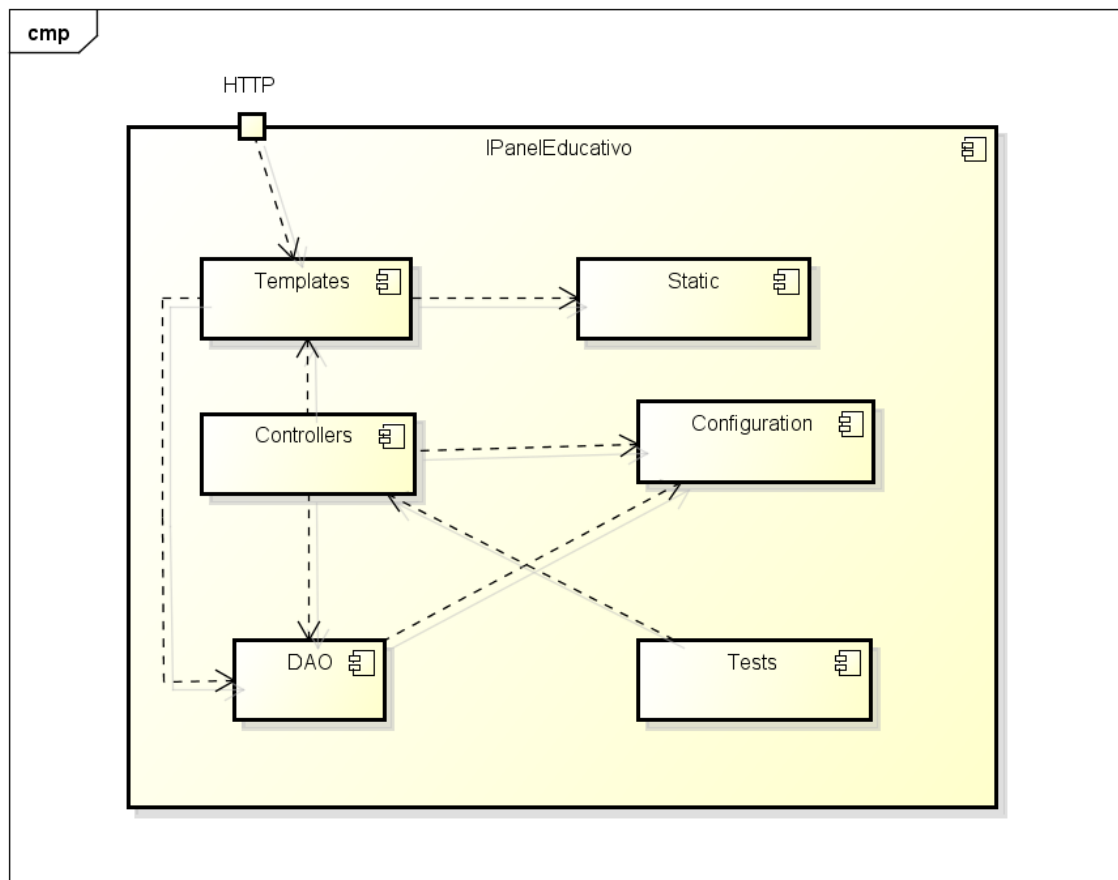 cmp
HTTP
IPanelEducativo
Templates
Static
Controllers
Configuration
DAO
Tests